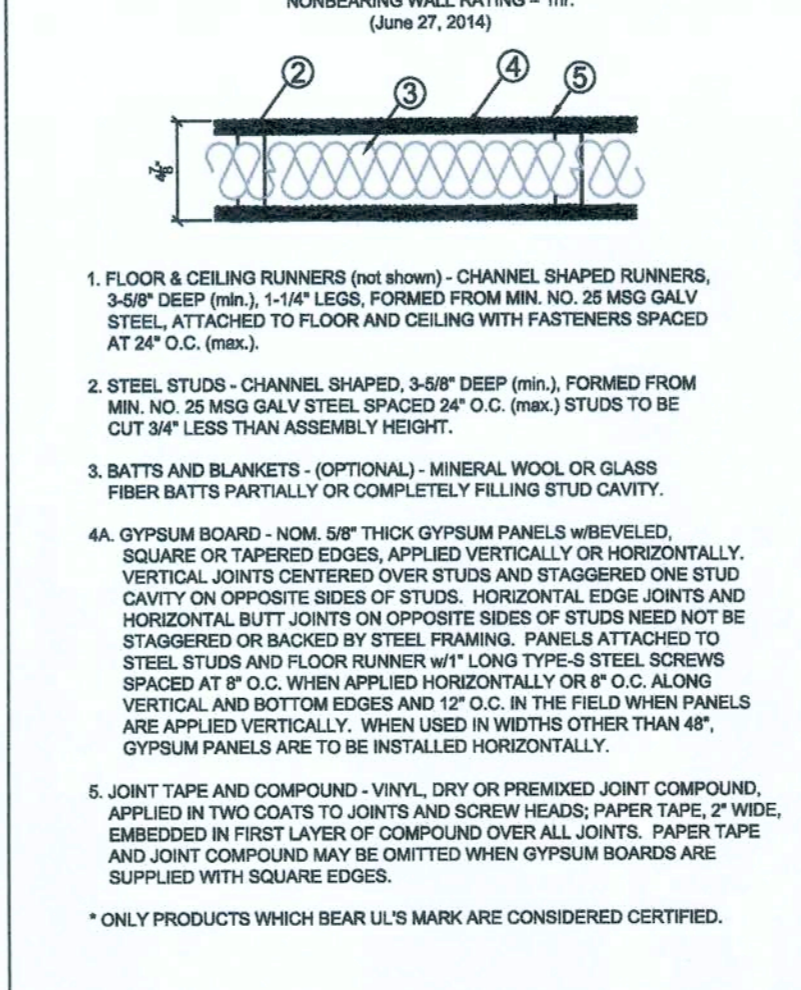 NONBEARING WALL RATING - 1hr.
(June 27, 2014)
2
3
4
5
4 7/8"
1. FLOOR & CEILING RUNNERS (not shown) - CHANNEL SHAPED RUNNERS,
3-5/8" DEEP (min.), 1-1/4" LEGS, FORMED FROM MIN. NO. 25 MSG GALV
STEEL, ATTACHED TO FLOOR AND CEILING WITH FASTENERS SPACED
AT 24" O.C. (max.).
2. STEEL STUDS - CHANNEL SHAPED, 3-5/8" DEEP (min.), FORMED FROM
MIN. NO. 25 MSG GALV STEEL SPACED 24" O.C. (max.) STUDS TO BE
CUT 3/4" LESS THAN ASSEMBLY HEIGHT.
3. BATTS AND BLANKETS - (OPTIONAL) - MINERAL WOOL OR GLASS
FIBER BATTS PARTIALLY OR COMPLETELY FILLING STUD CAVITY.
4A. GYPSUM BOARD - NOM. 5/8" THICK GYPSUM PANELS w/BEVELED,
SQUARE OR TAPERED EDGES, APPLIED VERTICALLY OR HORIZONTALLY.
VERTICAL JOINTS CENTERED OVER STUDS AND STAGGERED ONE STUD
CAVITY ON OPPOSITE SIDES OF STUDS. HORIZONTAL EDGE JOINTS AND
HORIZONTAL BUTT JOINTS ON OPPOSITE SIDES OF STUDS NEED NOT BE
STAGGERED OR BACKED BY STEEL FRAMING. PANELS ATTACHED TO
STEEL STUDS AND FLOOR RUNNER w/1" LONG TYPE-S STEEL SCREWS
SPACED AT 8" O.C. WHEN APPLIED HORIZONTALLY OR 8" O.C. ALONG
VERTICAL AND BOTTOM EDGES AND 12" O.C. IN THE FIELD WHEN PANELS
ARE APPLIED VERTICALLY. WHEN USED IN WIDTHS OTHER THAN 48",
GYPSUM PANELS ARE TO BE INSTALLED HORIZONTALLY.
5. JOINT TAPE AND COMPOUND - VINYL, DRY OR PREMIXED JOINT COMPOUND,
APPLIED IN TWO COATS TO JOINTS AND SCREW HEADS; PAPER TAPE, 2" WIDE,
EMBEDDED IN FIRST LAYER OF COMPOUND OVER ALL JOINTS. PAPER TAPE
AND JOINT COMPOUND MAY BE OMITTED WHEN GYPSUM BOARDS ARE
SUPPLIED WITH SQUARE EDGES.
* ONLY PRODUCTS WHICH BEAR UL'S MARK ARE CONSIDERED CERTIFIED.